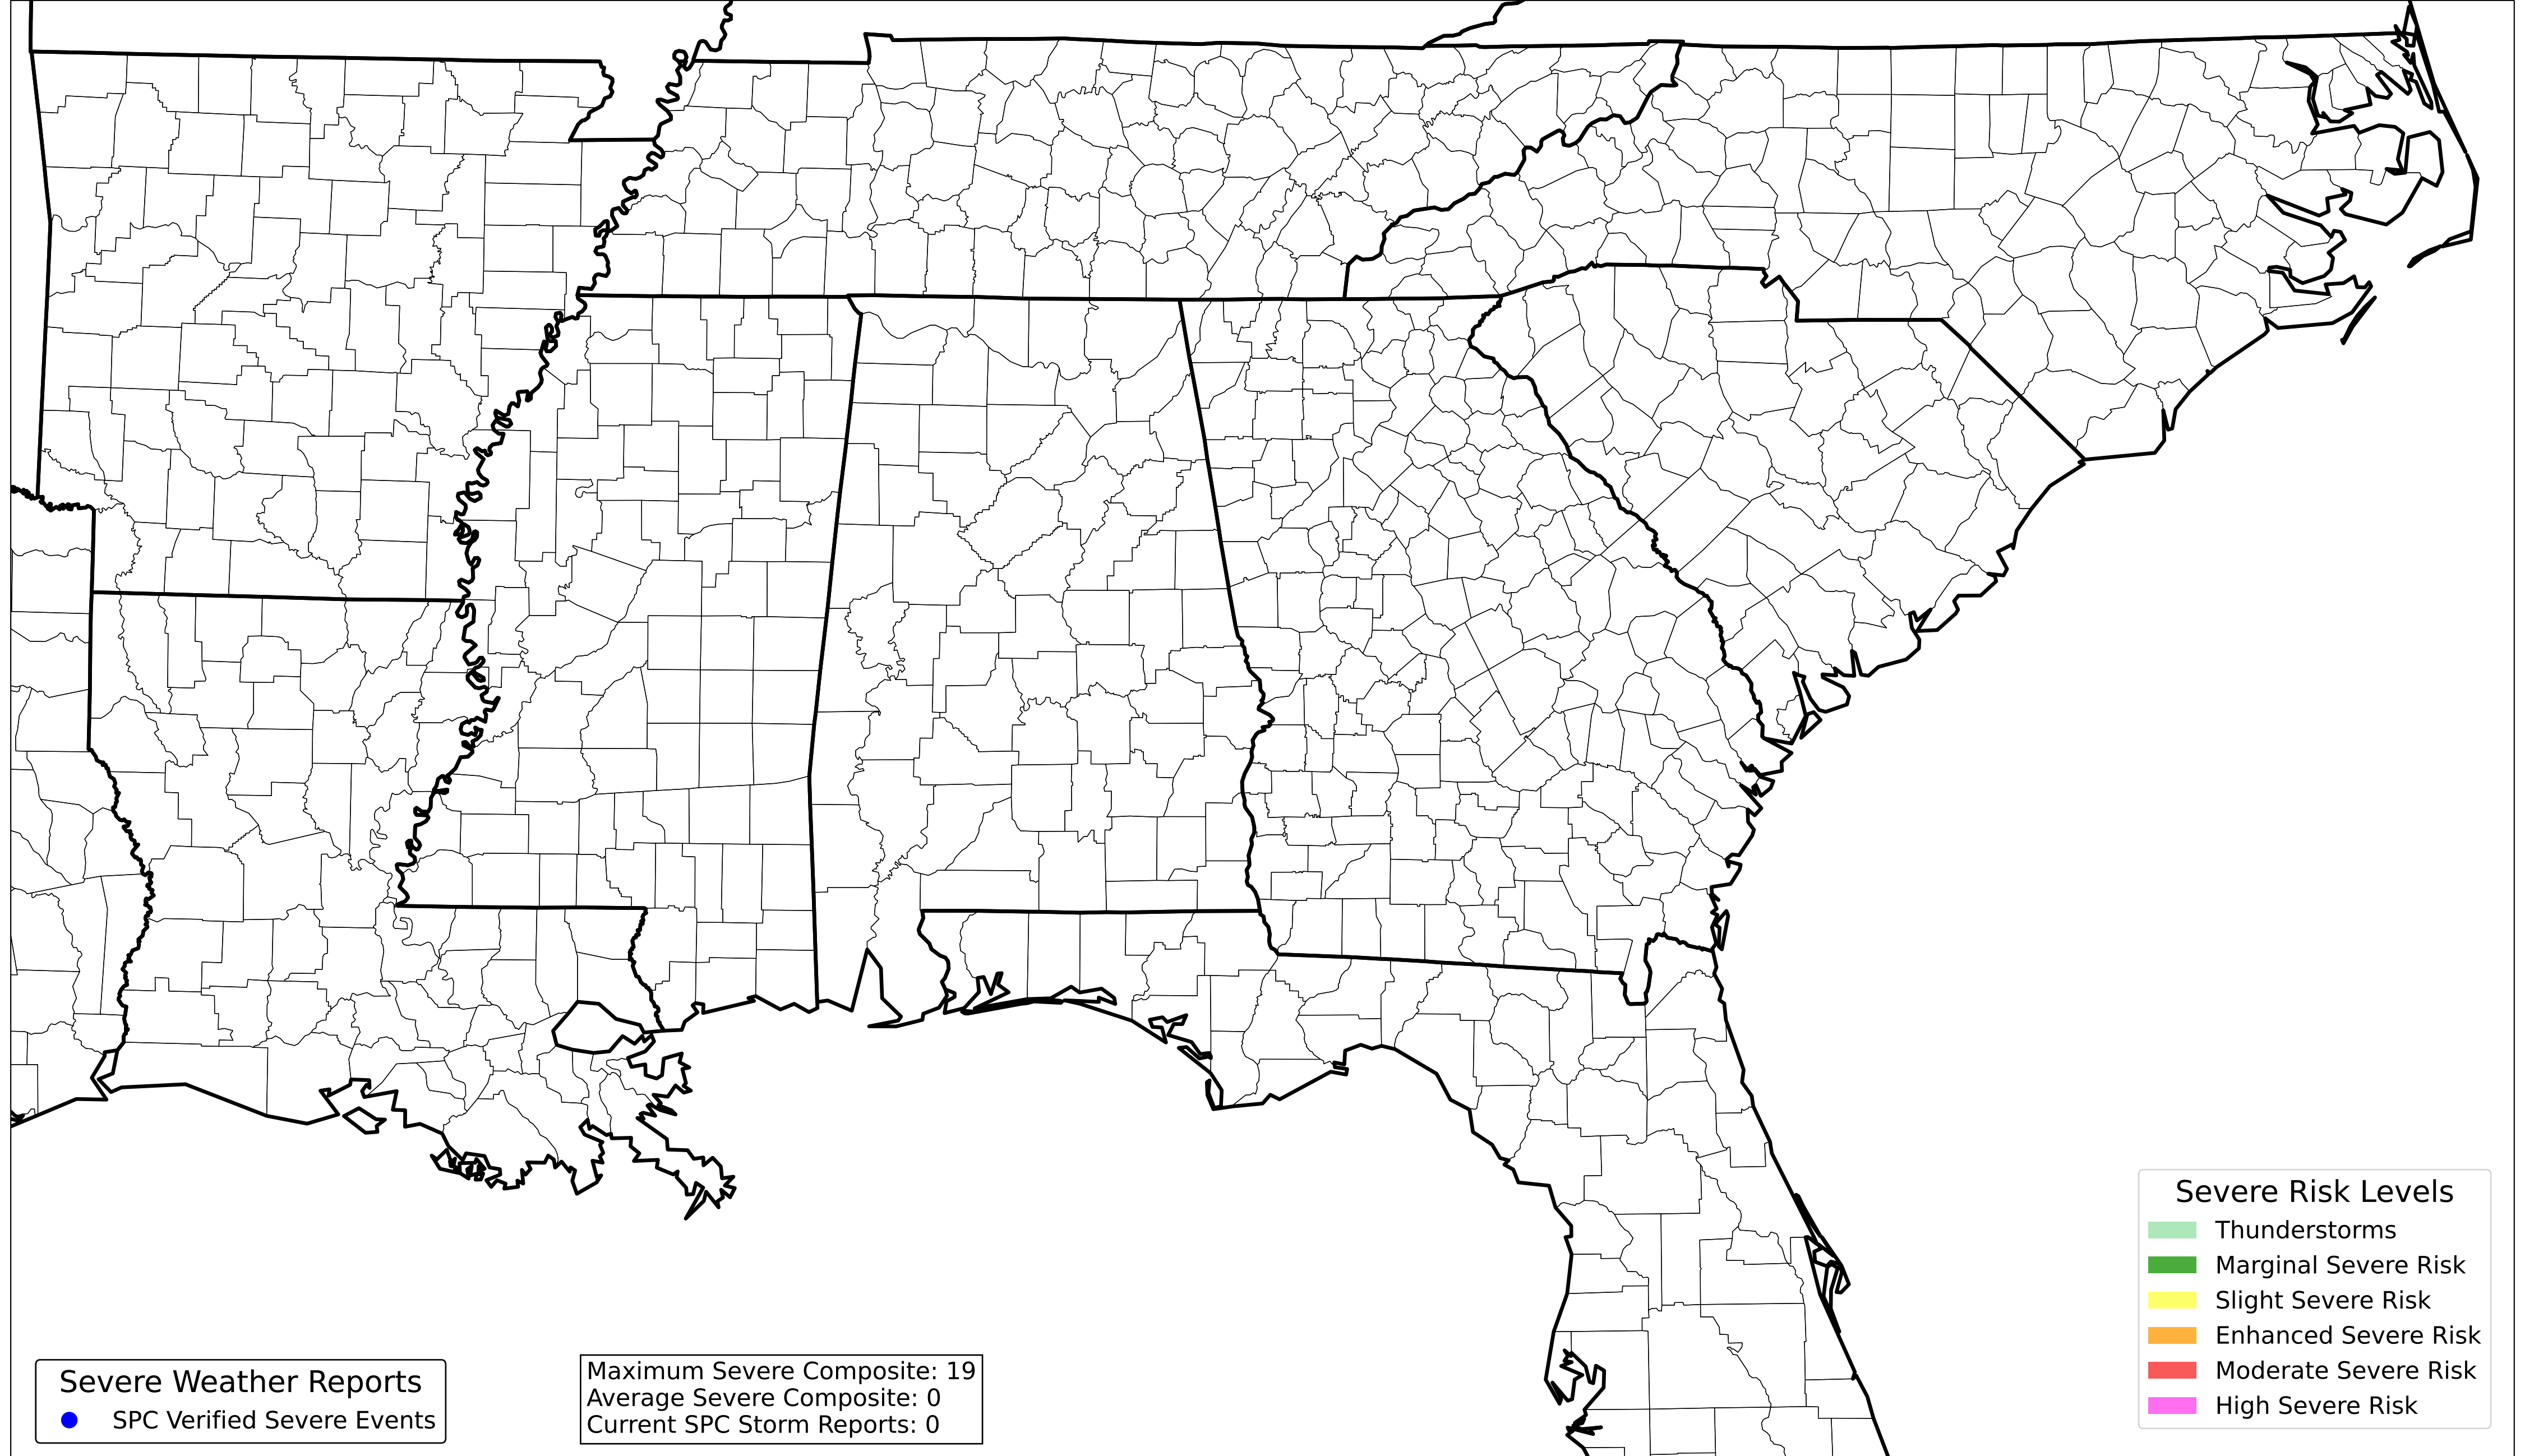 Severe Risk Levels
Thunderstorms
Marginal Severe Risk
Slight Severe Risk
Enhanced Severe Risk
Moderate Severe Risk
High Severe Risk
Severe Weather Reports
SPC Verified Severe Events
Maximum Severe Composite: 19
Average Severe Composite: 0
Current SPC Storm Reports: 0